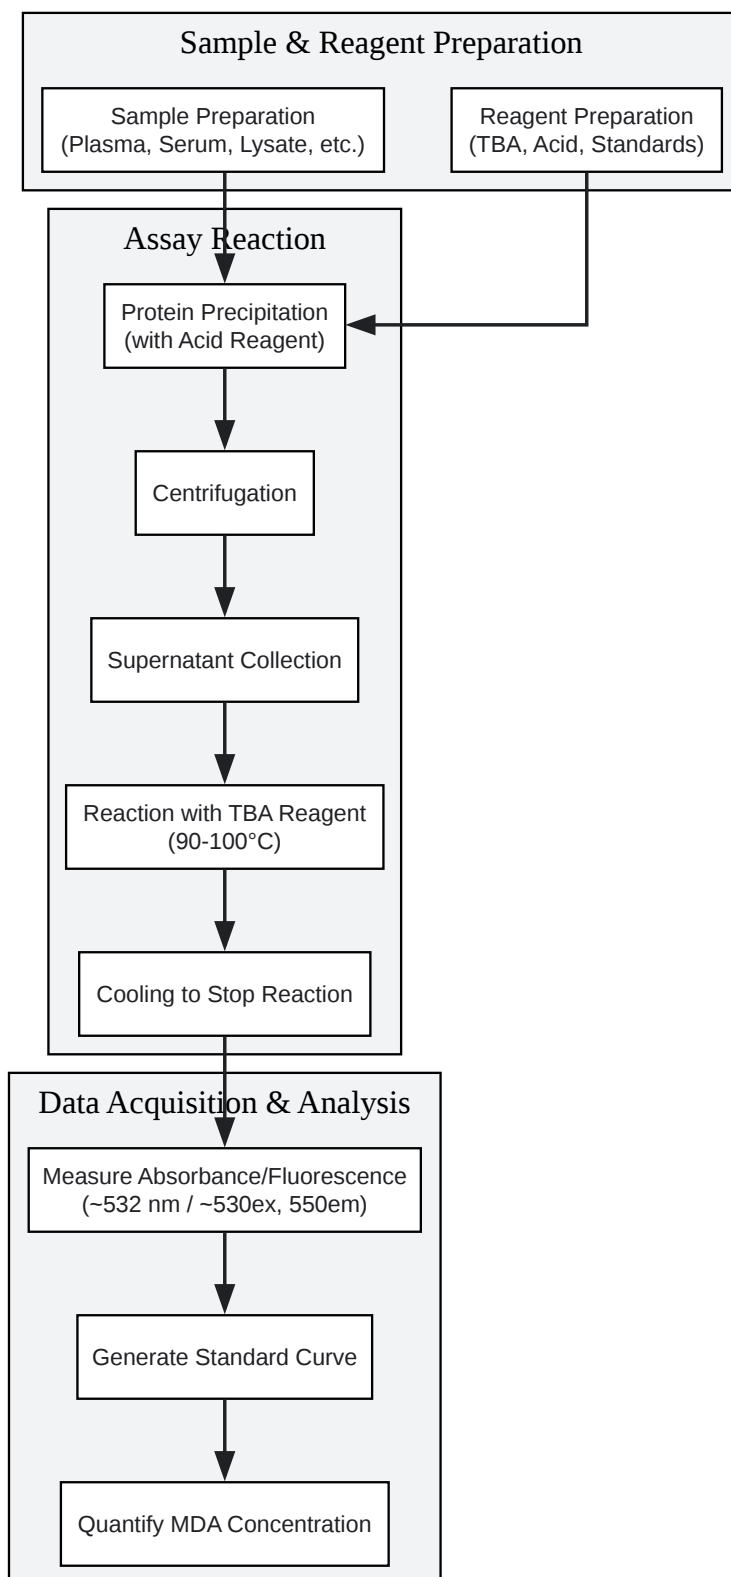 Sample & Reagent Preparation
Sample Preparation
(Plasma, Serum, Lysate, etc.)
Reagent Preparation
(TBA, Acid, Standards)
Assay Reaction
Protein Precipitation
(with Acid Reagent)
Centrifugation
Supernatant Collection
Reaction with TBA Reagent
(90-100°C)
Cooling to Stop Reaction
Data Acquisition & Analysis
Measure Absorbance/Fluorescence
(~532 nm / ~530ex, 550em)
Generate Standard Curve
Quantify MDA Concentration